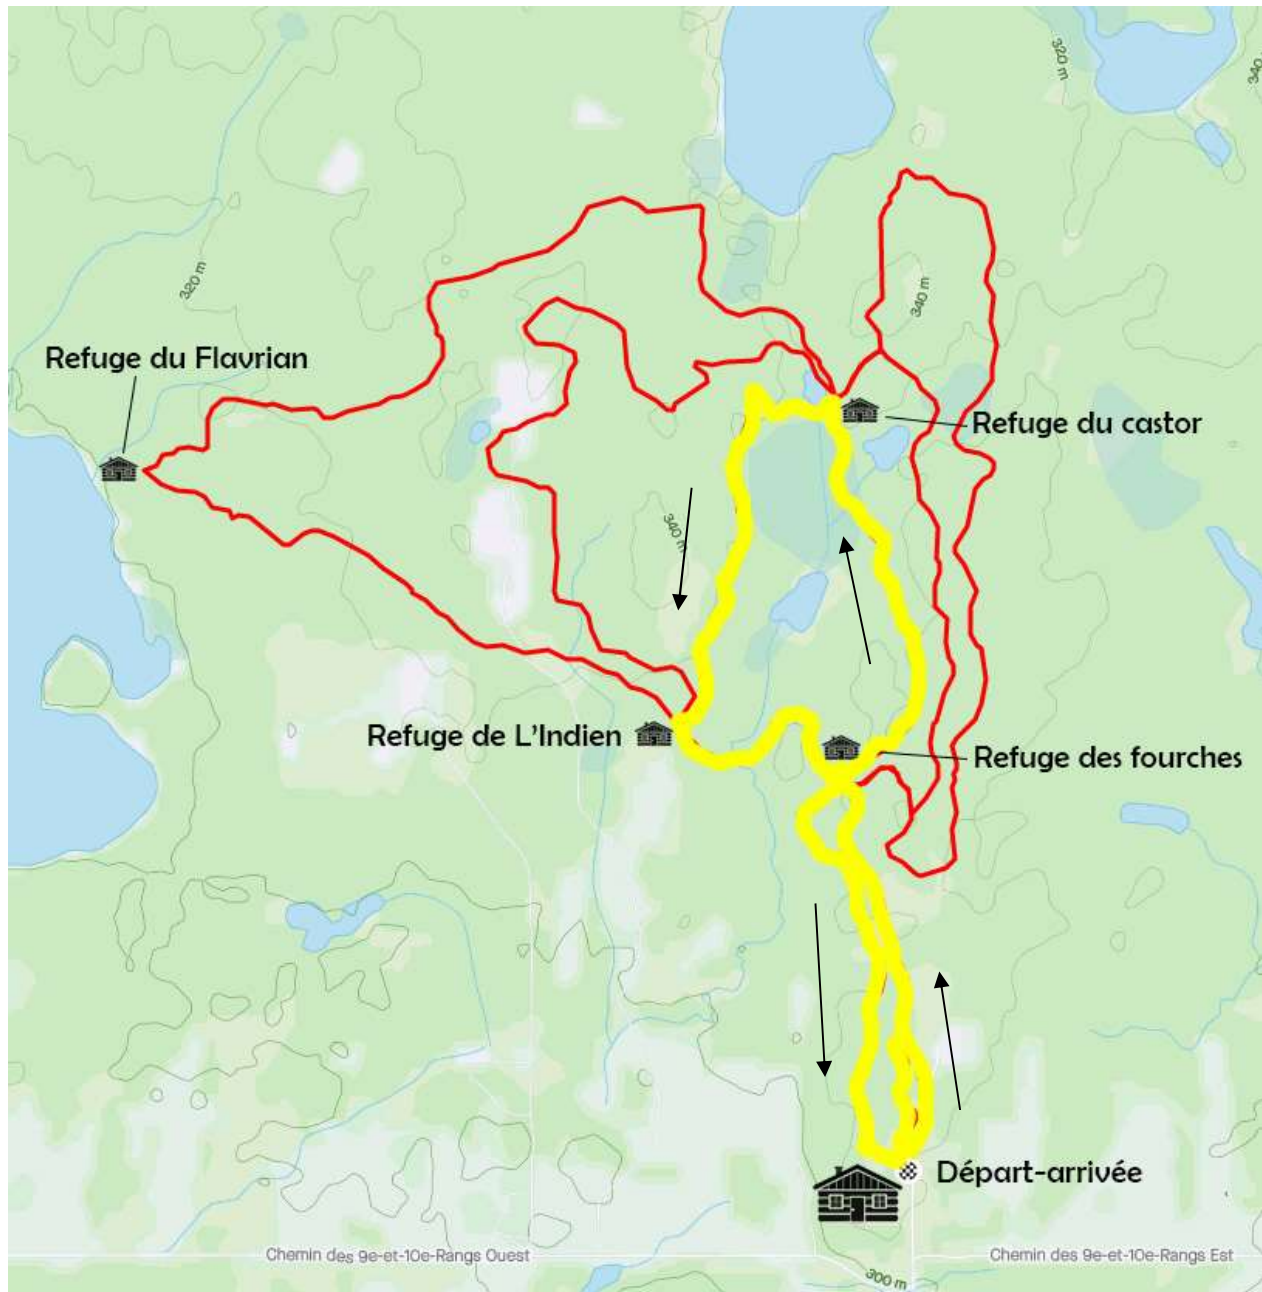 320 m
340
320 m
340 m
Refuge du Flavrian
Refuge du castor
340 m
Refuge de L'Indien
Refuge des fourches
Départ-arrivée
Chemin des 9e-et-10e-Rangs Ouest
Chemin des 9e-et-10e-Rangs Est
300 m